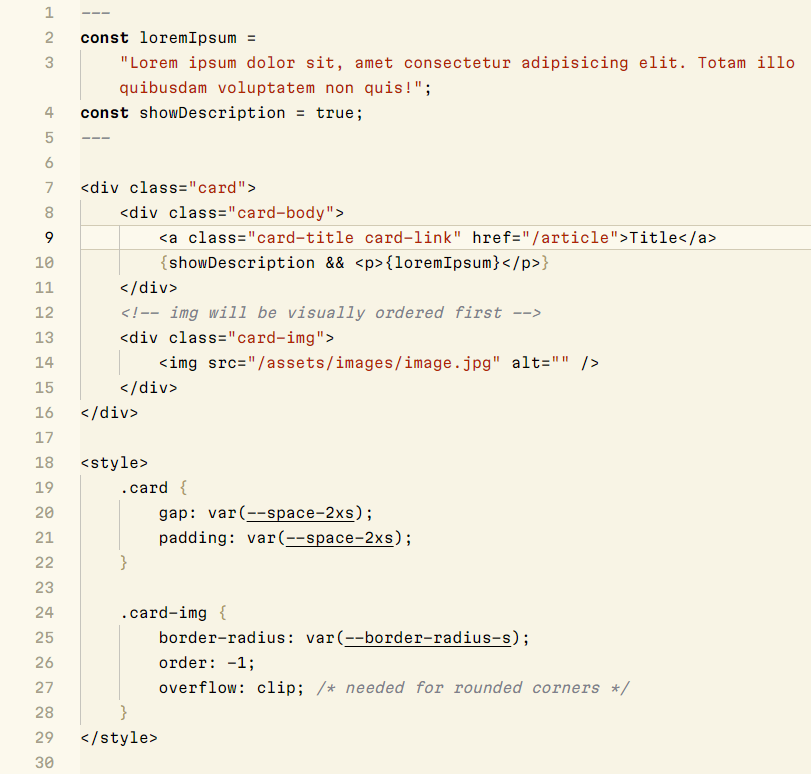 1 ---
2 const loremIpsum =
3 "Lorem ipsum dolor sit, amet consectetur adipisicing elit. Totam illo
quibusdam voluptatem non quis!";
4 const showDescription = true;
5 ---
6
7 <div class="card">
8 <div class="card-body">
9 <a class="card-title card-link" href="/article">Title</a>
10 {showDescription && <p>{loremIpsum}</p>}
11 </div>
12 <!-- img will be visually ordered first -->
13 <div class="card-img">
14 <img src="/assets/images/image.jpg" alt="" />
15 </div>
16 </div>
17
18 <style>
19 .card {
20 gap: var(--space-2xs);
21 padding: var(--space-2xs);
22 }
23
24 .card-img {
25 border-radius: var(--border-radius-s);
26 order: -1;
27 overflow: clip; /* needed for rounded corners */
28 }
29 </style>
30